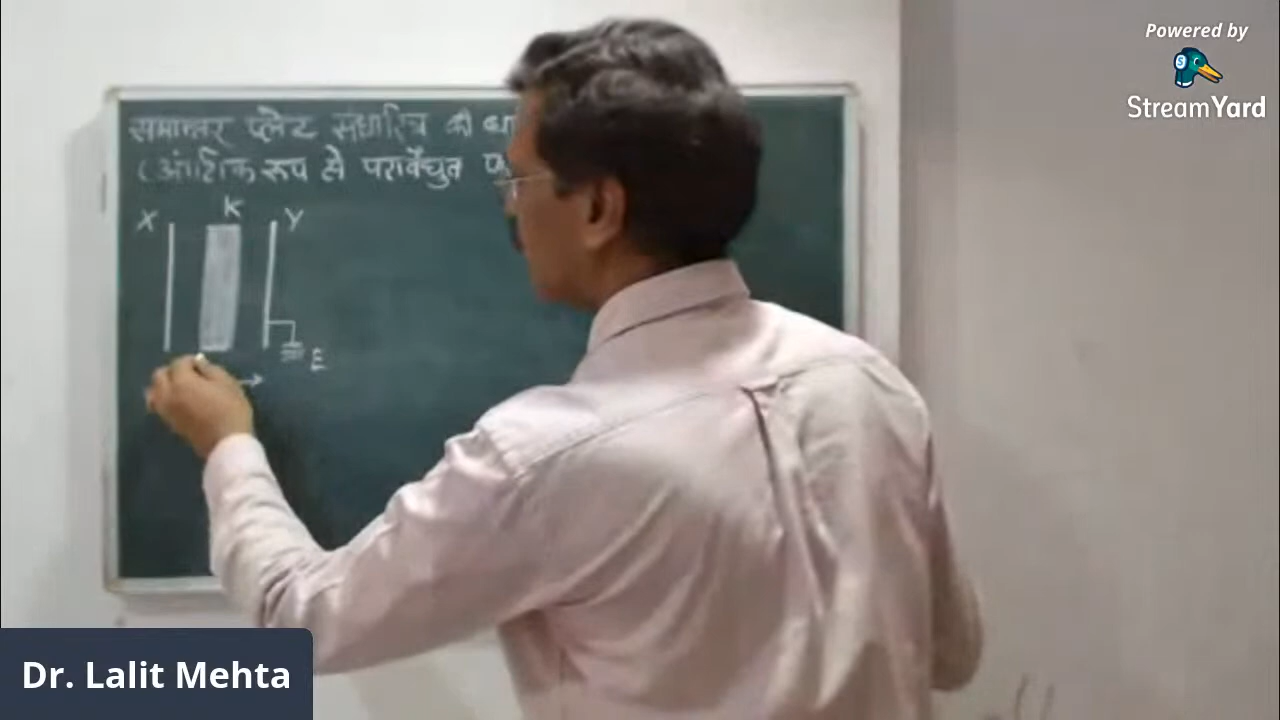 Powered by
StreamYard
समान्तर प्लेट संधारित्र की धा
(आंशिक रूप से परावैधुत
X K Y
E
Dr. Lalit Mehta